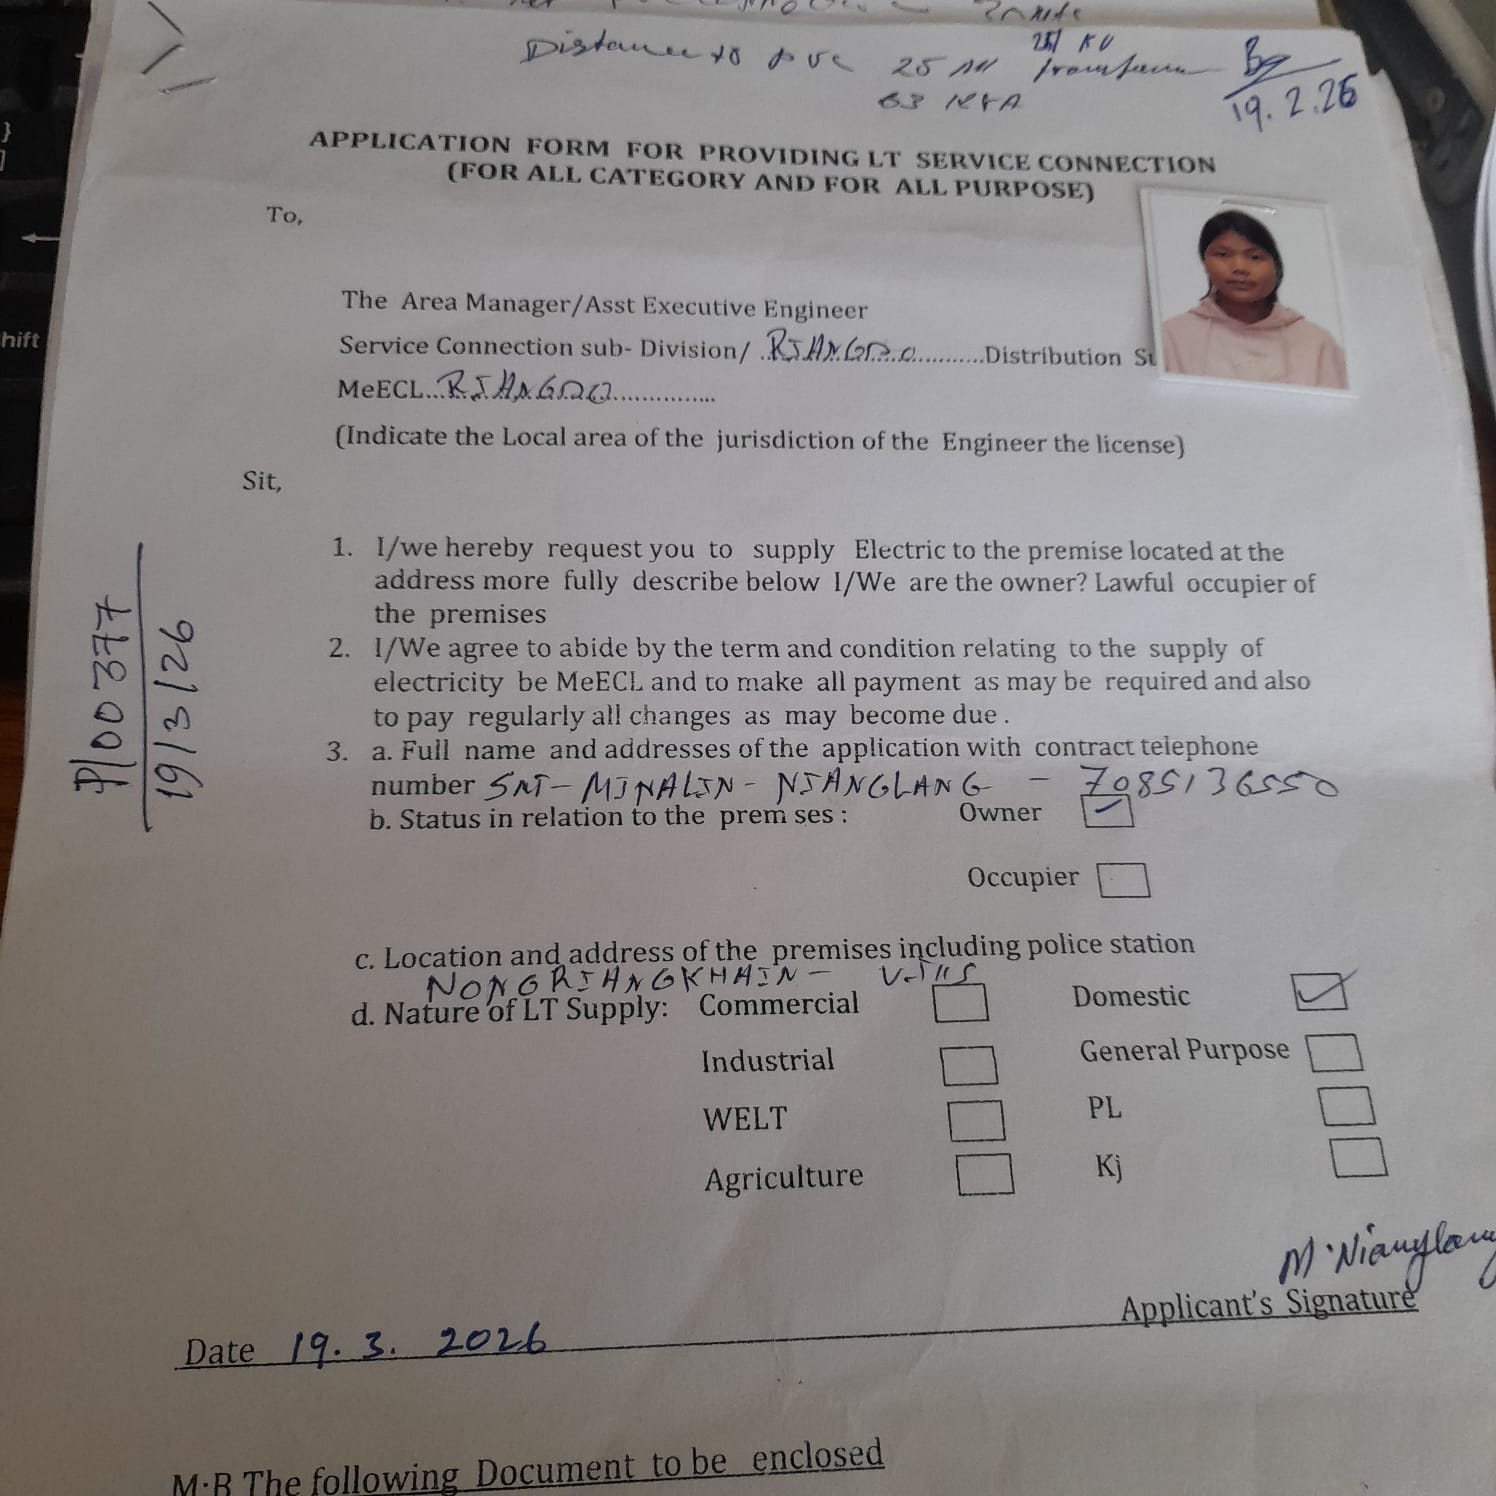 Distance to pvc 25 M
25/ KV
63 KVA
19.2.26
APPLICATION FORM FOR PROVIDING LT SERVICE CONNECTION
(FOR ALL CATEGORY AND FOR ALL PURPOSE)
To,
The Area Manager/Asst Executive Engineer
Service Connection sub- Division/ .RIANGDO...........Distribution Su
MeECL...RIANGDO...............
(Indicate the Local area of the jurisdiction of the Engineer the license)
Sit,
1. I/we hereby request you to supply Electric to the premise located at the
address more fully describe below I/We are the owner? Lawful occupier of
the premises
2. I/We agree to abide by the term and condition relating to the supply of
electricity be MeECL and to make all payment as may be required and also
to pay regularly all changes as may become due .
3. a. Full name and addresses of the application with contract telephone
number SMT- MINALIN - NIANGLANG - 7085136550
b. Status in relation to the prem ses : Owner
Occupier
c. Location and address of the premises including police station
NONGRIANGKHAIN -
d. Nature of LT Supply: Commercial Domestic
Industrial General Purpose
WELT PL
Agriculture Kj
M. Nianglang
Applicant's Signature
Date 19. 3. 2026
M·B The following Document to be enclosed
P/00377
19/3/26
hift